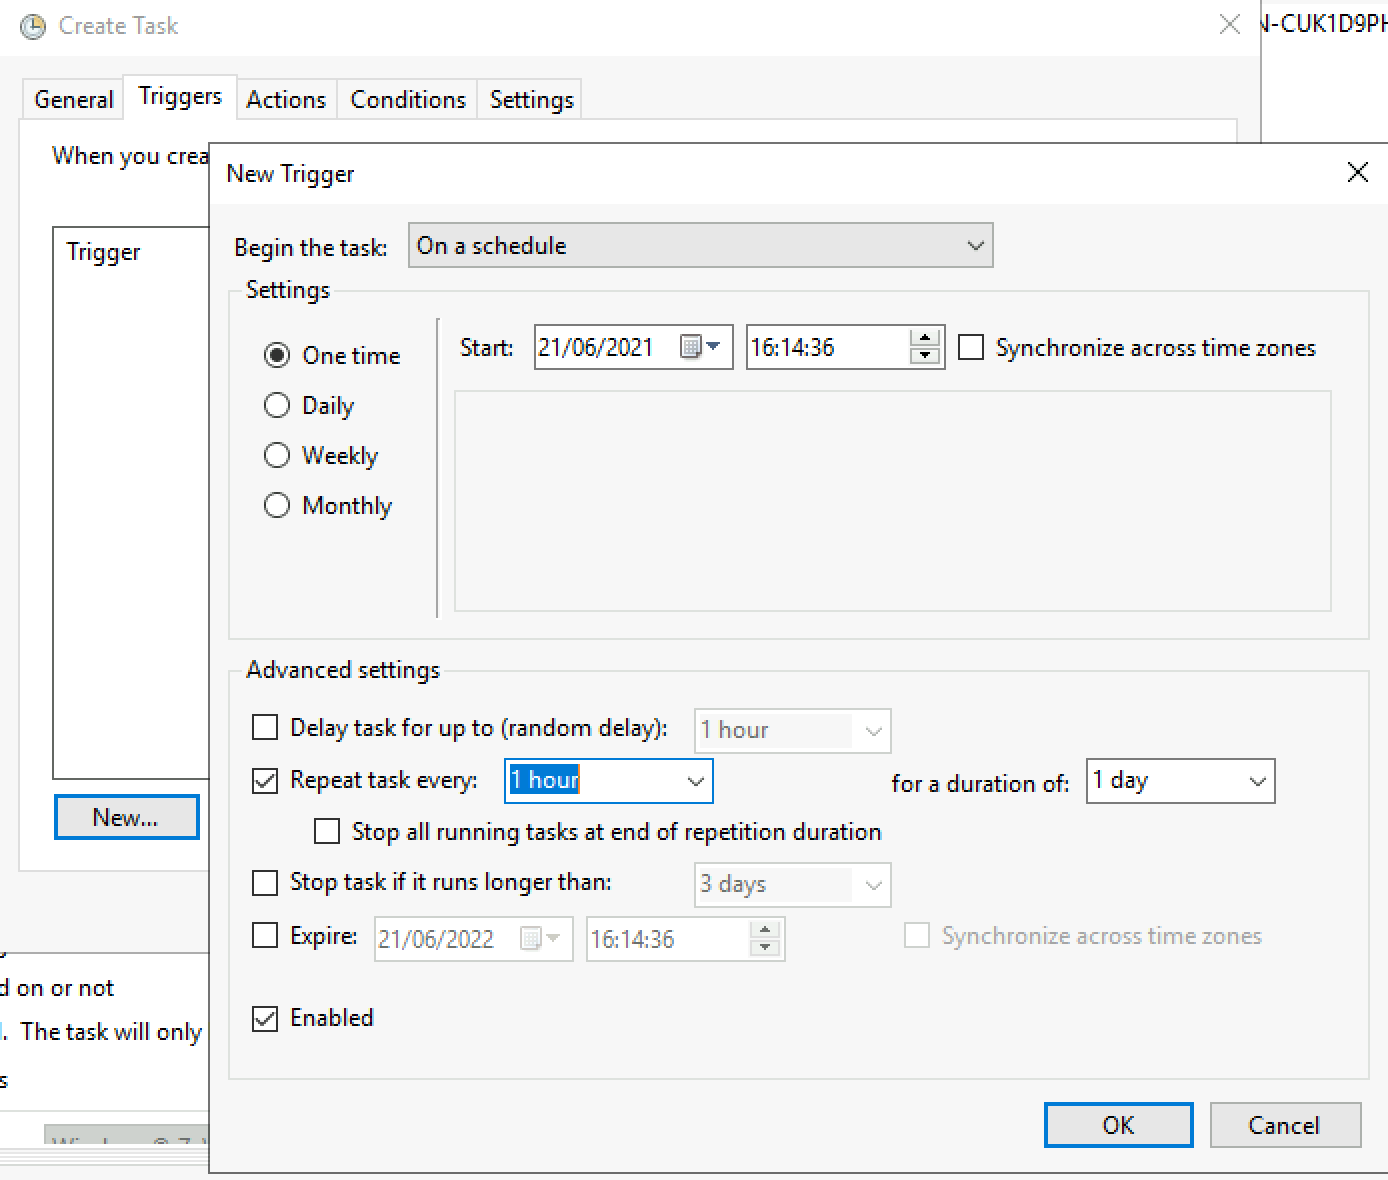 Create Task
N-CUK1D9PH
General Triggers Actions Conditions Settings
When you crea
New Trigger
Trigger
Begin the task: On a schedule
Settings
One time
Start: 21/06/2021 16:14:36 Synchronize across time zones
Daily
Weekly
Monthly
Advanced settings
Delay task for up to (random delay): 1 hour
Repeat task every: 1 hour for a duration of: 1 day
New...
Stop all running tasks at end of repetition duration
Stop task if it runs longer than: 3 days
Expire: 21/06/2022 16:14:36 Synchronize across time zones
d on or not
Enabled
. The task will only
s
OK Cancel